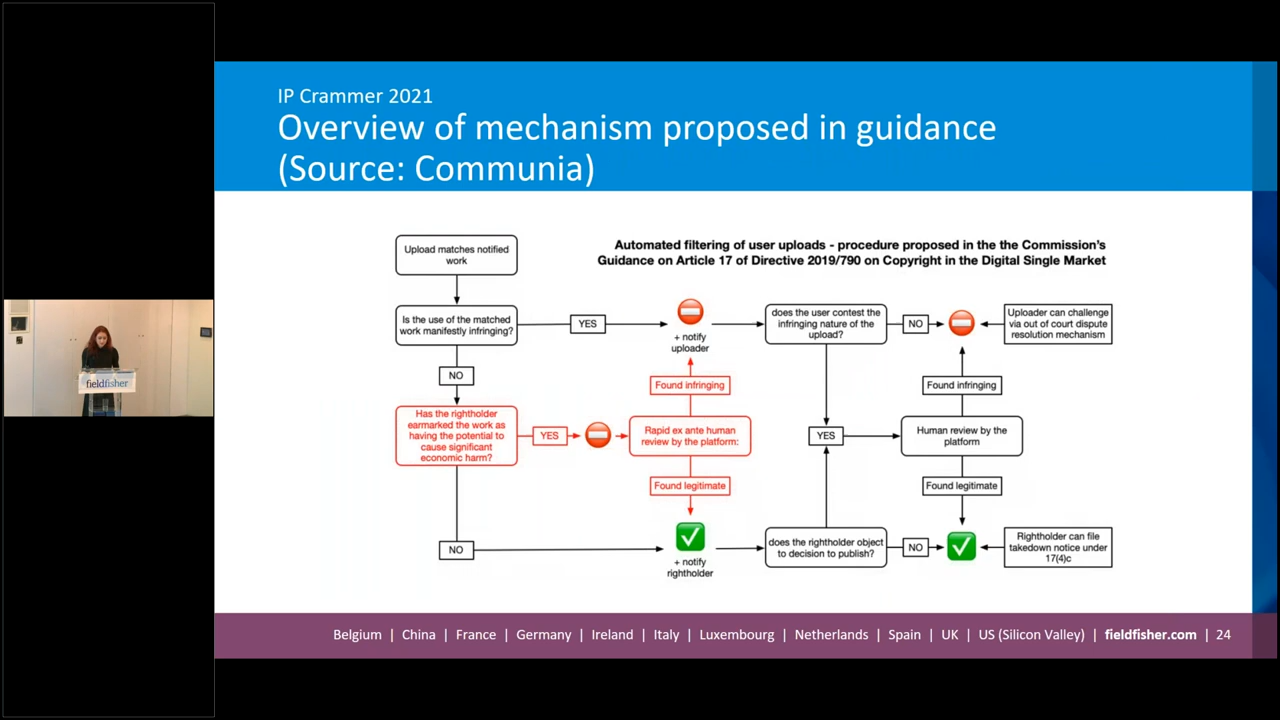 IP Crammer 2021
Overview of mechanism proposed in guidance
(Source: Communia)
Automated filtering of user uploads - procedure proposed in the the Commission's
Guidance on Article 17 of Directive 2019/790 on Copyright in the Digital Single Market
Upload matches notified
work
Is the use of the matched
work manifestly infringing?
YES
+ notify
uploader
does the user contest the
infringing nature of the
upload?
NO
Uploader can challenge
via out of court dispute
resolution mechanism
NO
Found infringing
Found infringing
Has the rightholder
earmarked the work as
having the potential to
cause significant
economic harm?
YES
Rapid ex ante human
review by the platform:
YES
Human review by the
platform
Found legitimate
Found legitimate
NO
+ notify
rightholder
does the rightholder object
to decision to publish?
NO
Rightholder can file
takedown notice under
17(4)c
fieldfisher
Belgium | China | France | Germany | Ireland | Italy | Luxembourg | Netherlands | Spain | UK | US (Silicon Valley) | fieldfisher.com | 24